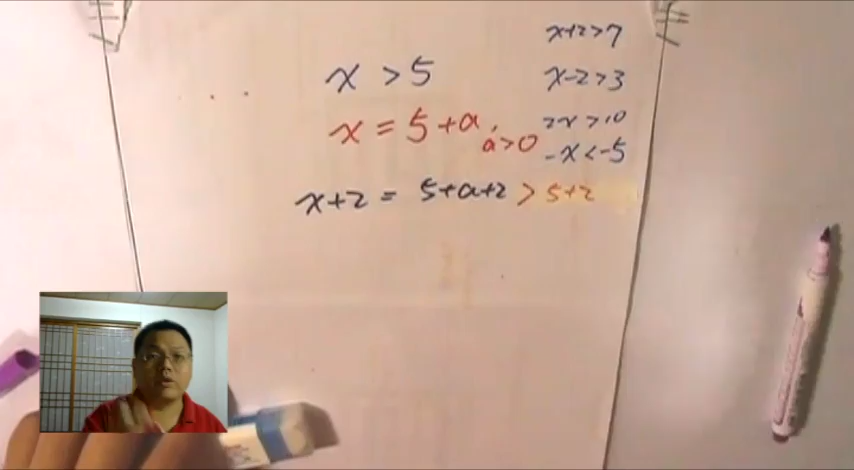 x > 5
x = 5 + a, a > 0
x + 2 = 5 + a + 2 > 5 + 2
x+2>7
x-2>3
2x>10
-x<-5